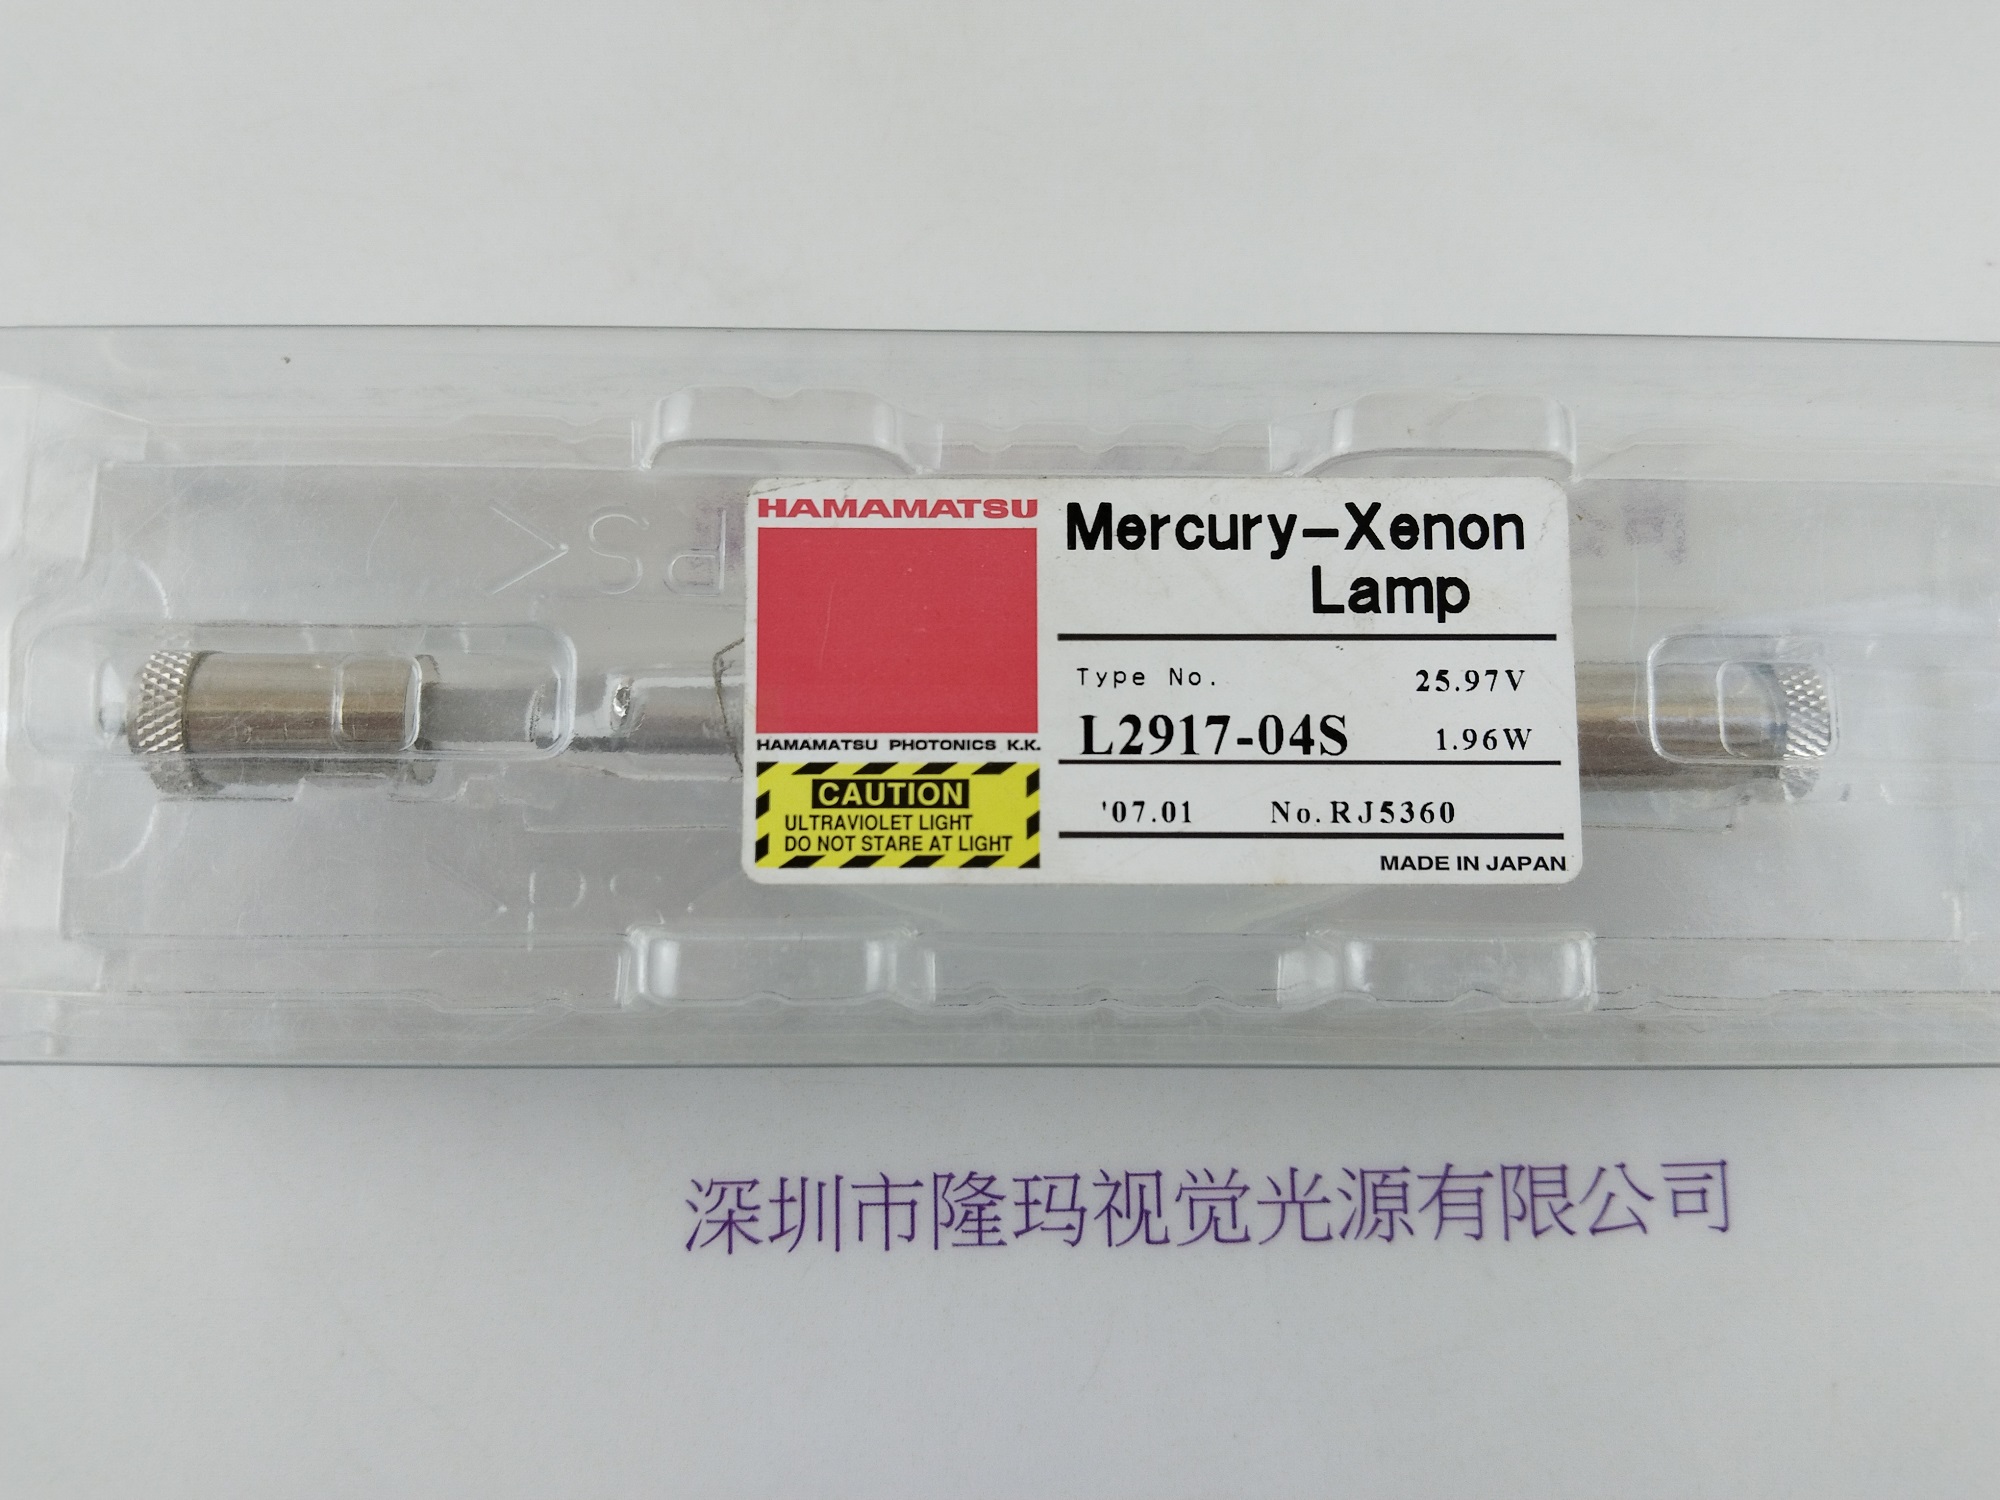 HAMAMATSU
HAMAMATSU PHOTONICS K.K.
CAUTION
ULTRAVIOLET LIGHT
DO NOT STARE AT LIGHT
Mercury-Xenon
Lamp
Type No. 25.97V
L2917-04S 1.96W
'07.01 No.RJ5360
MADE IN JAPAN
深圳市隆玛视觉光源有限公司